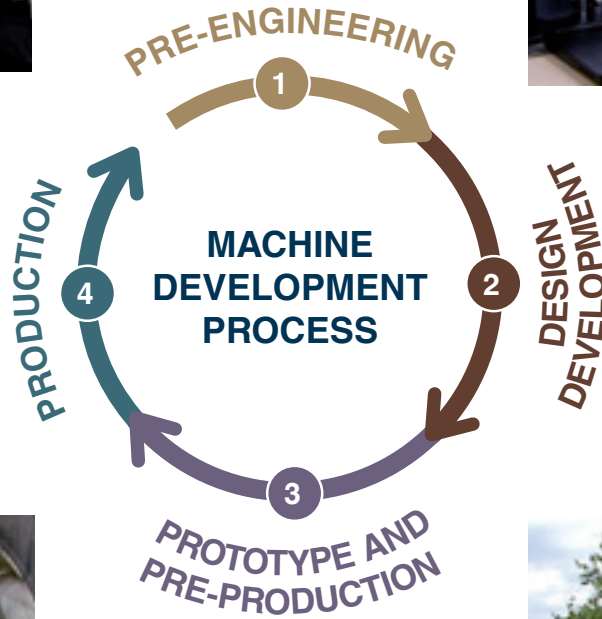 PRE-ENGINEERING
1
MACHINE
DEVELOPMENT
PROCESS
2
DESIGN
DEVELOPMENT
3
PROTOTYPE AND
PRE-PRODUCTION
4
PRODUCTION